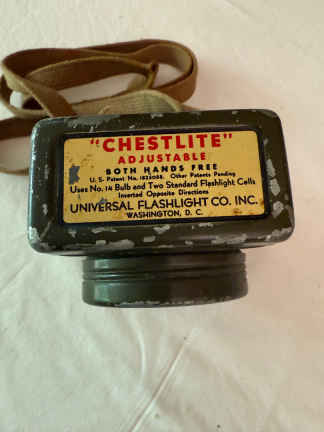 "CHESTLITE"
ADJUSTABLE
BOTH HANDS FREE
U.S. Patent No. 1825028. Other Patents Pending
Uses No. 14 Bulb and Two Standard Flashlight Cells
Inserted Opposite Directions
UNIVERSAL FLASHLIGHT CO. INC.
WASHINGTON, D. C.